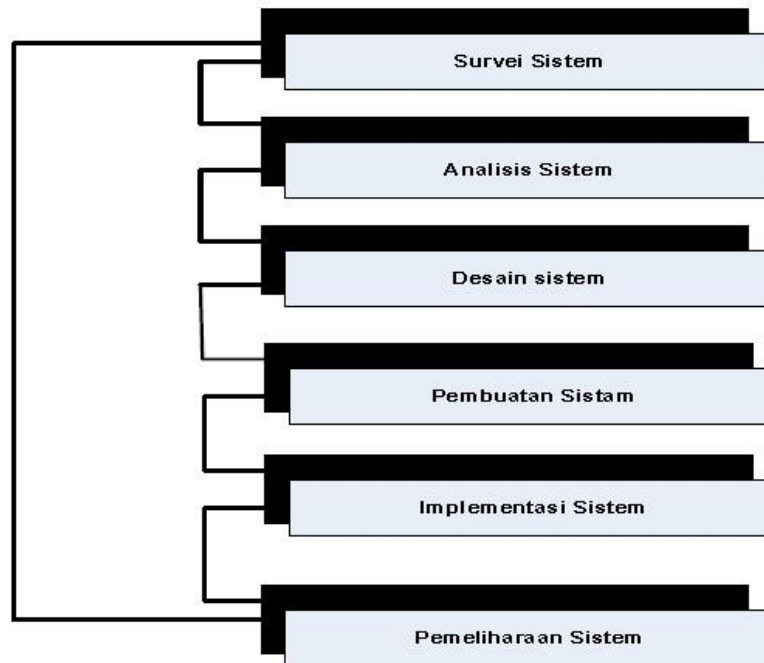 Survei Sistem
Analisis Sistem
Desain sistem
Pembuatan Sistam
Implementasi Sistem
Pemeliharaan Sistem